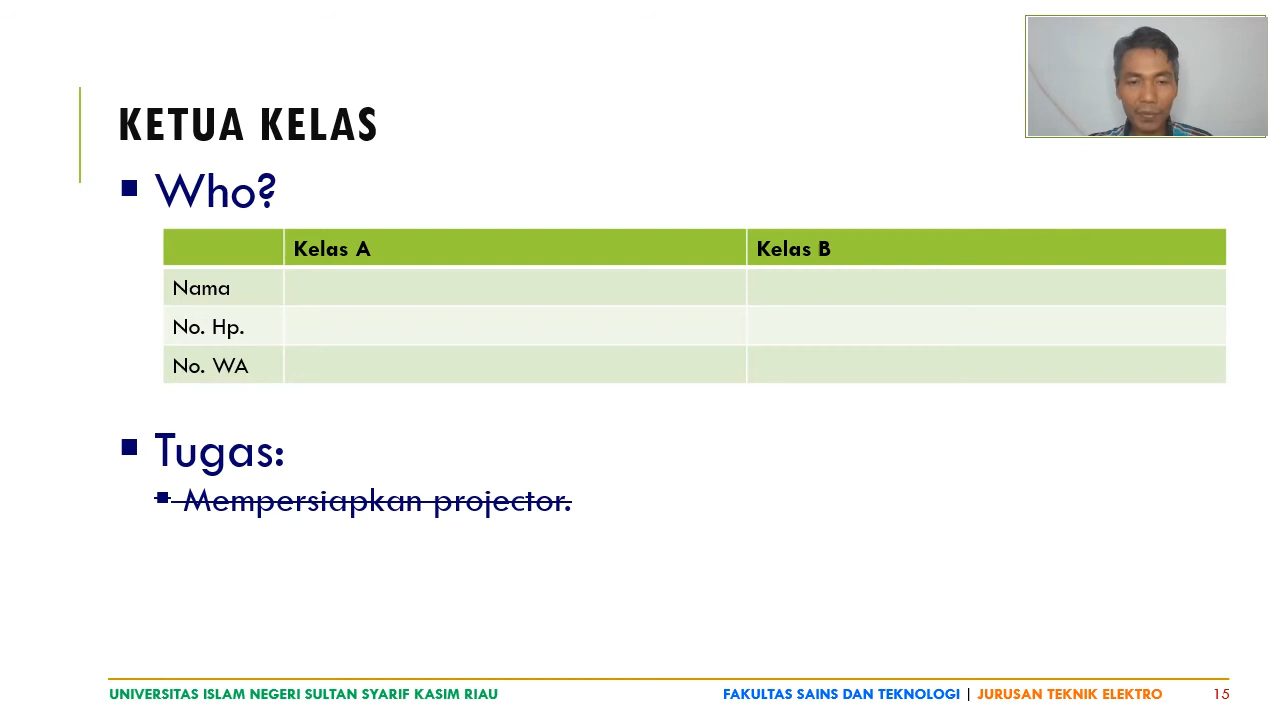 KETUA KELAS
Who?
Kelas A Kelas B
Nama
No. Hp.
No. WA
Tugas:
Mempersiapkan projector.
UNIVERSITAS ISLAM NEGERI SULTAN SYARIF KASIM RIAU FAKULTAS SAINS DAN TEKNOLOGI | JURUSAN TEKNIK ELEKTRO 15